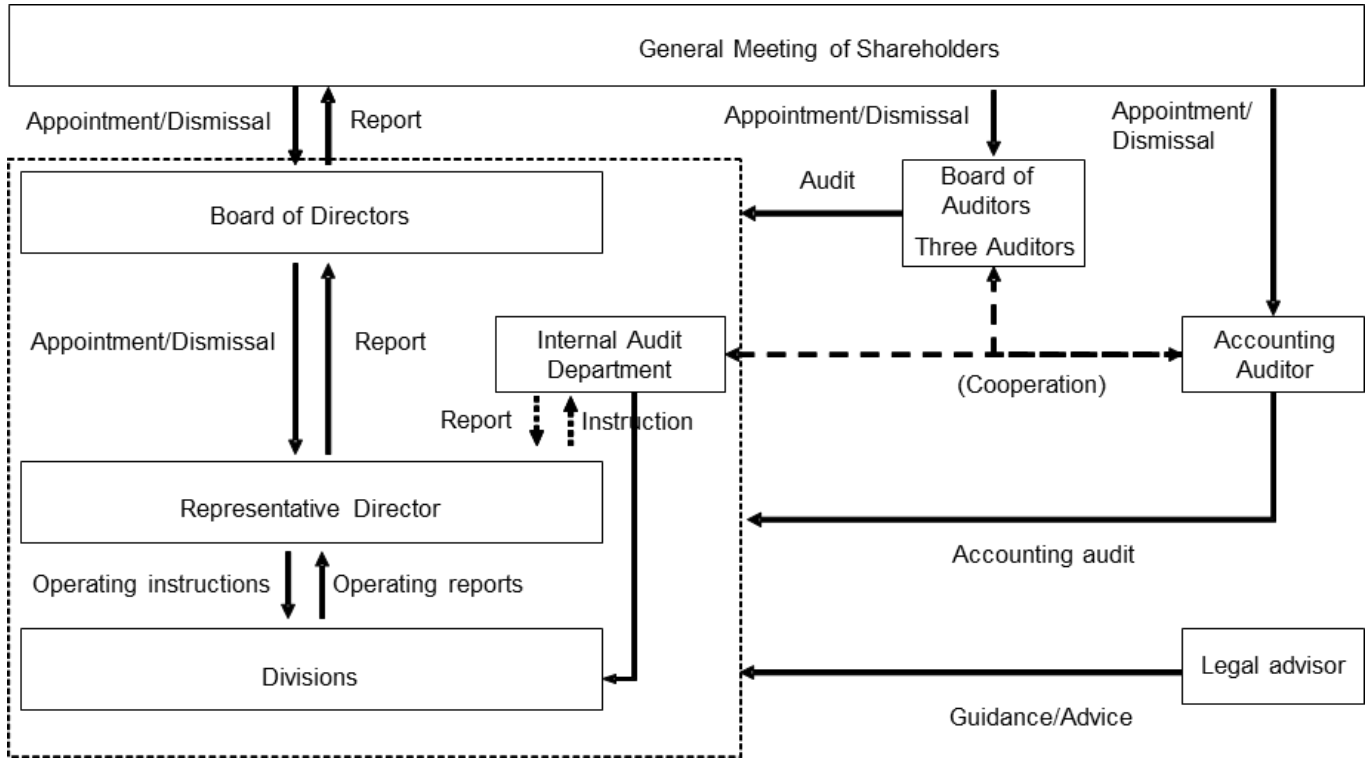 General Meeting of Shareholders
Appointment/Dismissal
Report
Appointment/Dismissal
Appointment/
Dismissal
Board of Directors
Audit
Board of
Auditors
Three Auditors
Appointment/Dismissal
Report
Internal Audit
Department
(Cooperation)
Accounting
Auditor
Report
Instruction
Representative Director
Accounting audit
Operating instructions
Operating reports
Divisions
Legal advisor
Guidance/Advice